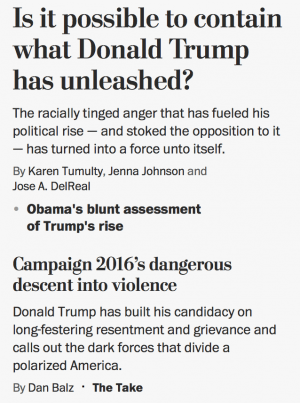 Is it possible to contain
what Donald Trump
has unleashed?
The racially tinged anger that has fueled his
political rise — and stoked the opposition to it
— has turned into a force unto itself.
By Karen Tumulty, Jenna Johnson and
Jose A. DelReal
• Obama's blunt assessment
of Trump's rise
Campaign 2016’s dangerous
descent into violence
Donald Trump has built his candidacy on
long-festering resentment and grievance and
calls out the dark forces that divide a
polarized America.
By Dan Balz • The Take